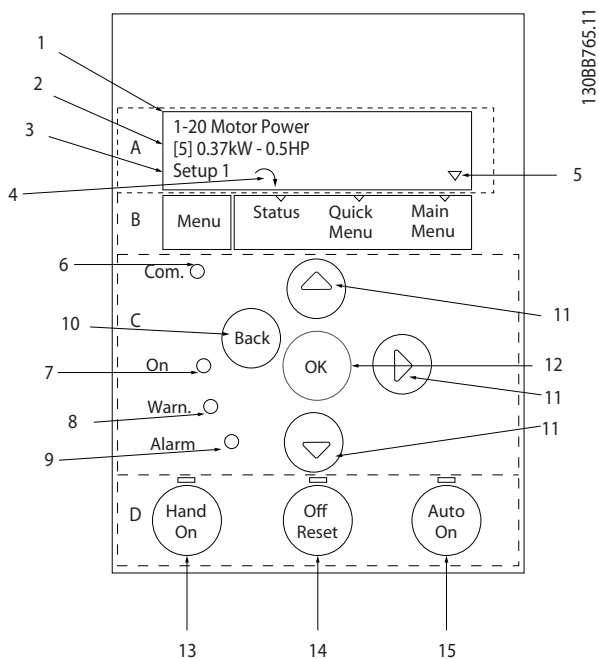 130BB765.11
1
2
3
4
A
1-20 Motor Power
[5] 0.37kW - 0.5HP
Setup 1
5
B
Menu
Status
Quick Menu
Main Menu
6
Com.
11
10
C
Back
OK
12
7
On
11
8
Warn.
11
9
Alarm
D
Hand On
Off Reset
Auto On
13
14
15